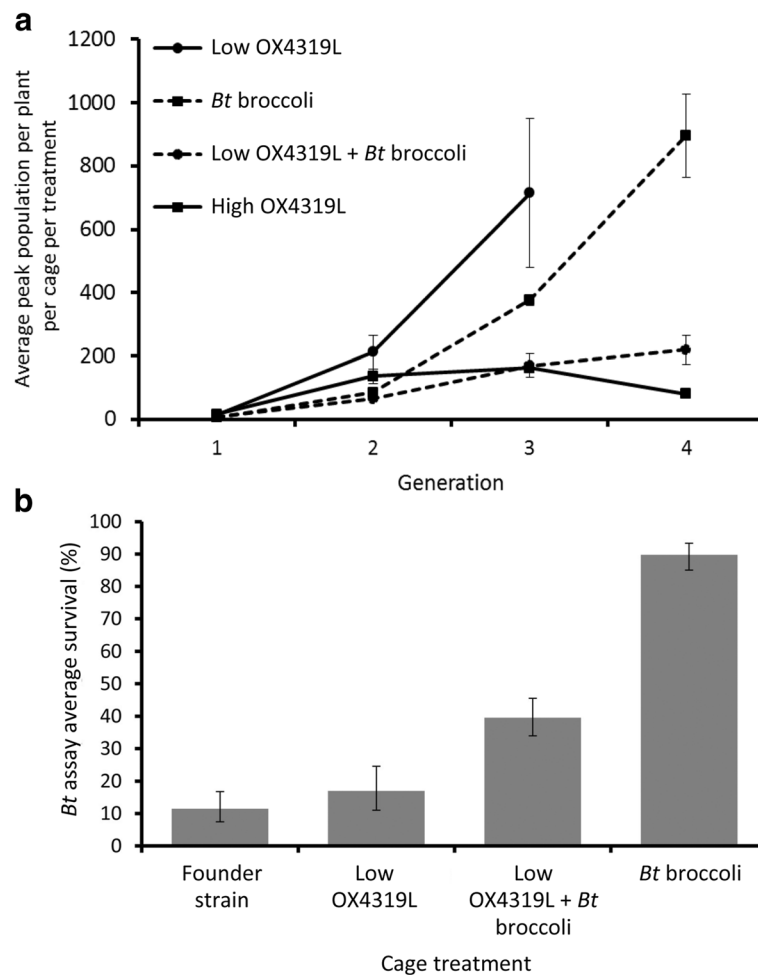 a
1200
1000
800
600
400
200
0
Average peak population per plant
per cage per treatment
Low OX4319L
Bt broccoli
Low OX4319L + Bt broccoli
High OX4319L
1 2 3 4
Generation
b
100
90
80
70
60
50
40
30
20
10
0
Bt assay average survival (%)
Founder
strain
Low
OX4319L
Low
OX4319L + Bt
broccoli
Bt broccoli
Cage treatment